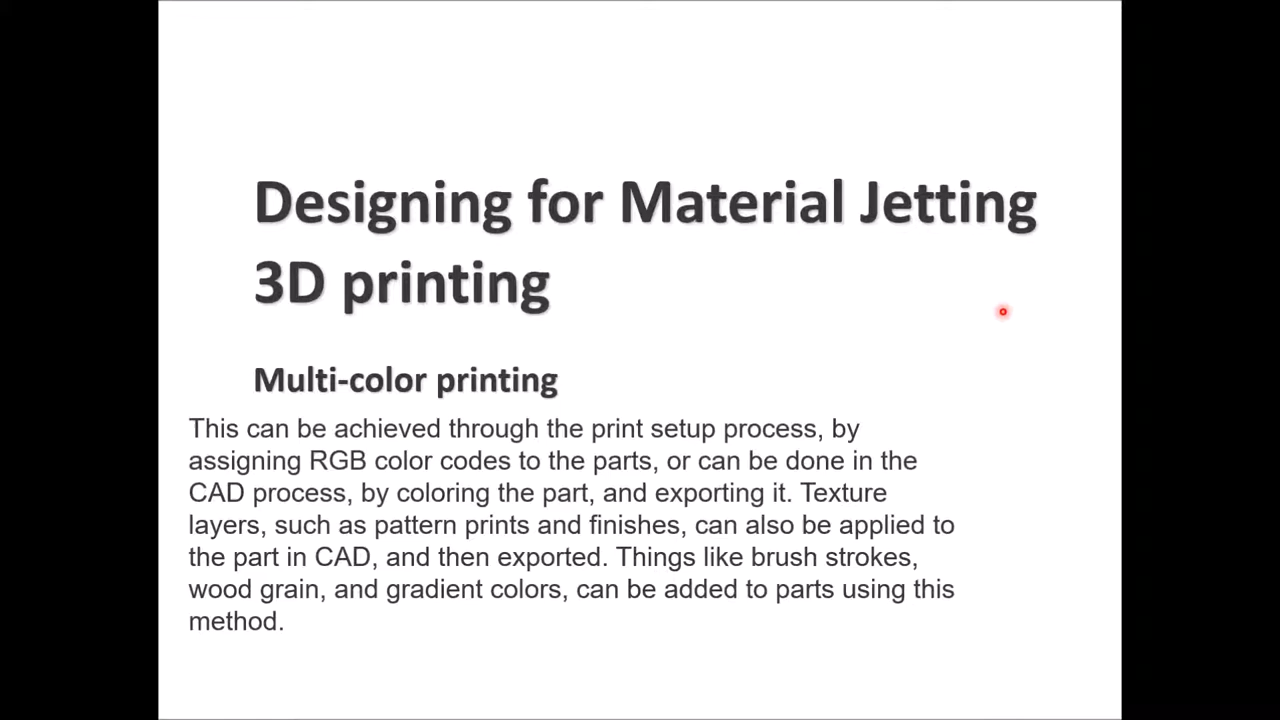 Designing for Material Jetting
3D printing
Multi-color printing
This can be achieved through the print setup process, by
assigning RGB color codes to the parts, or can be done in the
CAD process, by coloring the part, and exporting it. Texture
layers, such as pattern prints and finishes, can also be applied to
the part in CAD, and then exported. Things like brush strokes,
wood grain, and gradient colors, can be added to parts using this
method.